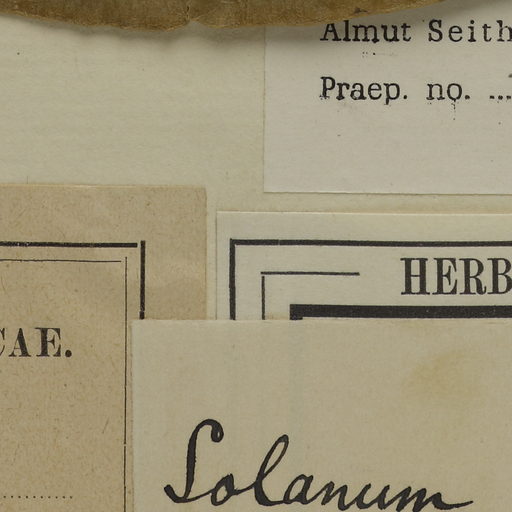 Almut Seith
Praep. no. ...
HERB
CAE.
Solanum